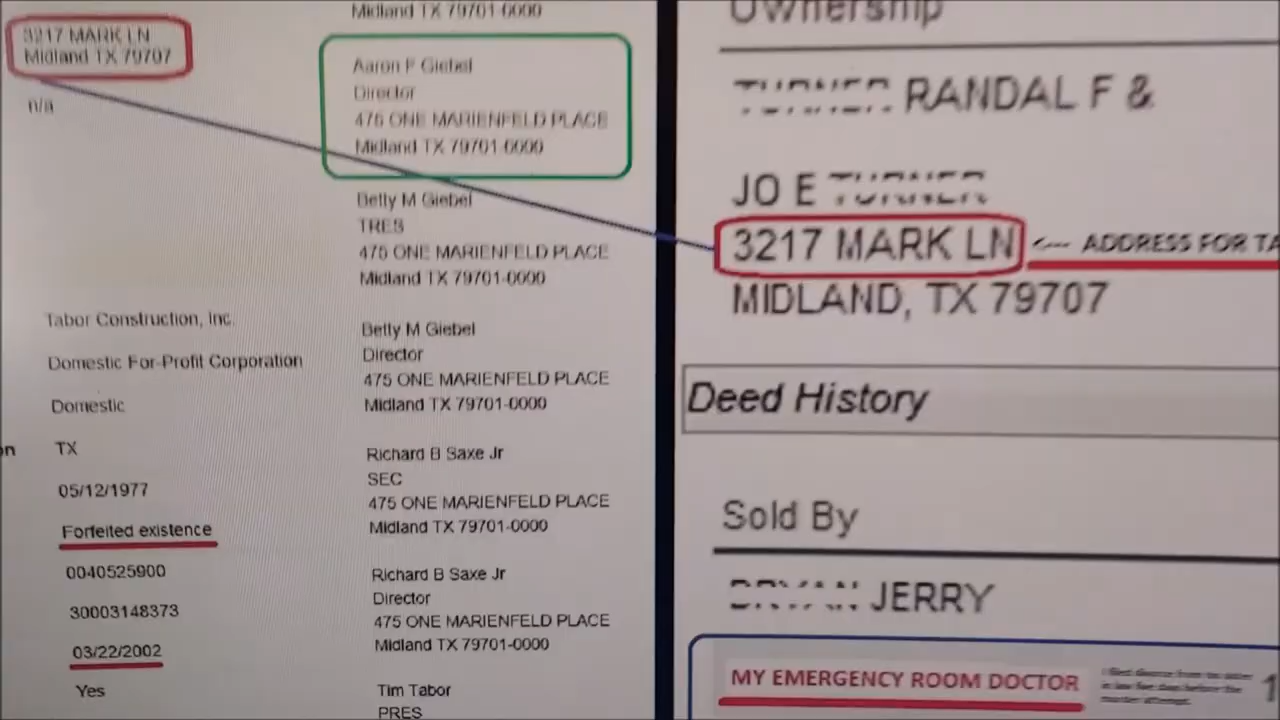 3217 MARK LN
Midland TX 79707
n/a
Tabor Construction, Inc.
Domestic For-Profit Corporation
Domestic
on
TX
05/12/1977
Forfeited existence
0040525900
30003148373
03/22/2002
Yes
Midland TX 79701-0000
Aaron F Giebel
Director
475 ONE MARIENFELD PLACE
Midland TX 79701-0000
Betty M Giebel
TRES
475 ONE MARIENFELD PLACE
Midland TX 79701-0000
Betty M Giebel
Director
475 ONE MARIENFELD PLACE
Midland TX 79701-0000
Richard B Saxe Jr
SEC
475 ONE MARIENFELD PLACE
Midland TX 79701-0000
Richard B Saxe Jr
Director
475 ONE MARIENFELD PLACE
Midland TX 79701-0000
Tim Tabor
PRES
Ownership
RANDAL F &
JO E
3217 MARK LN <--- ADDRESS FOR TA
MIDLAND, TX 79707
Deed History
Sold By
JERRY
MY EMERGENCY ROOM DOCTOR